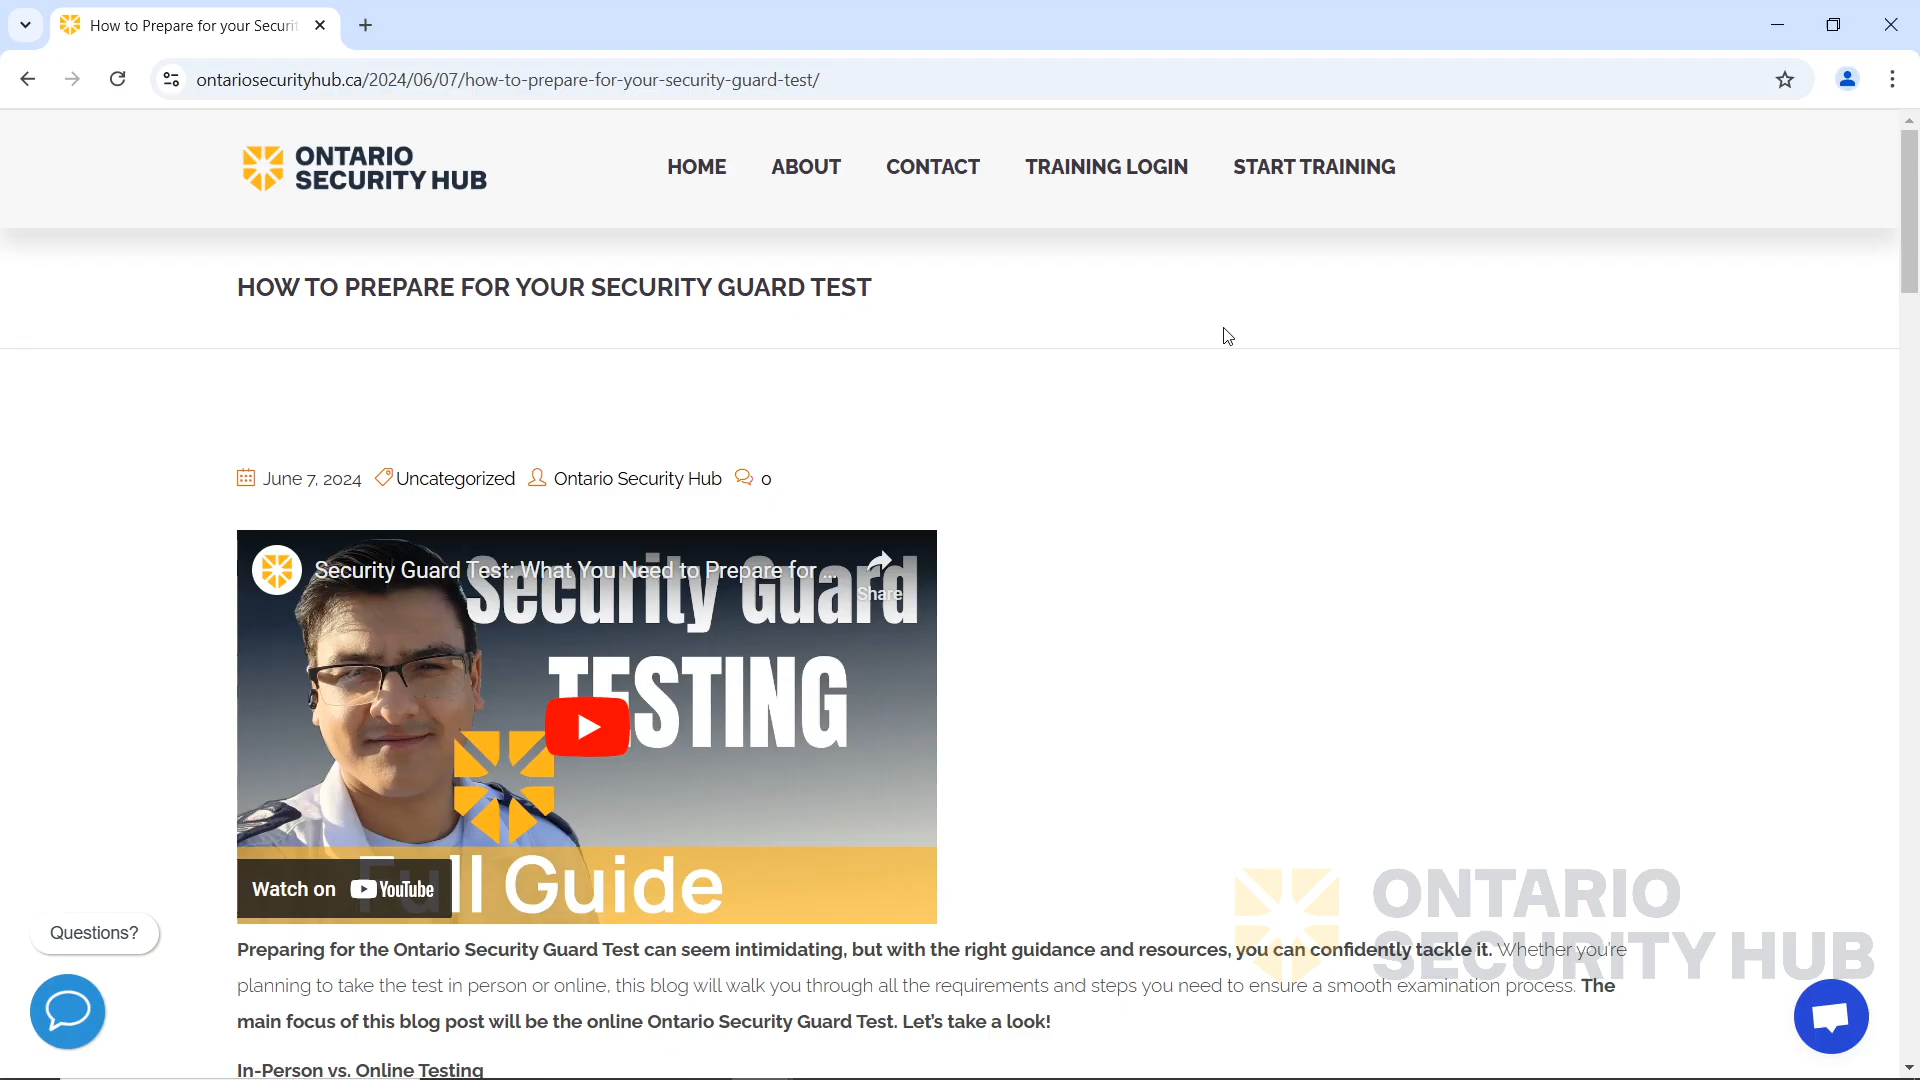 How to Prepare for your Securit
ontariosecurityhub.ca/2024/06/07/how-to-prepare-for-your-security-guard-test/
ONTARIO
SECURITY HUB
HOME
ABOUT
CONTACT
TRAINING LOGIN
START TRAINING
HOW TO PREPARE FOR YOUR SECURITY GUARD TEST
June 7, 2024 Uncategorized Ontario Security Hub 0
Security Guard Test: What You Need to Prepare for ...
Share
Security Guard
TESTING
Full Guide
Watch on YouTube
Preparing for the Ontario Security Guard Test can seem intimidating, but with the right guidance and resources, you can confidently tackle it. Whether you're
planning to take the test in person or online, this blog will walk you through all the requirements and steps you need to ensure a smooth examination process. The
main focus of this blog post will be the online Ontario Security Guard Test. Let's take a look!
In-Person vs. Online Testing
Questions?
ONTARIO
SECURITY HUB